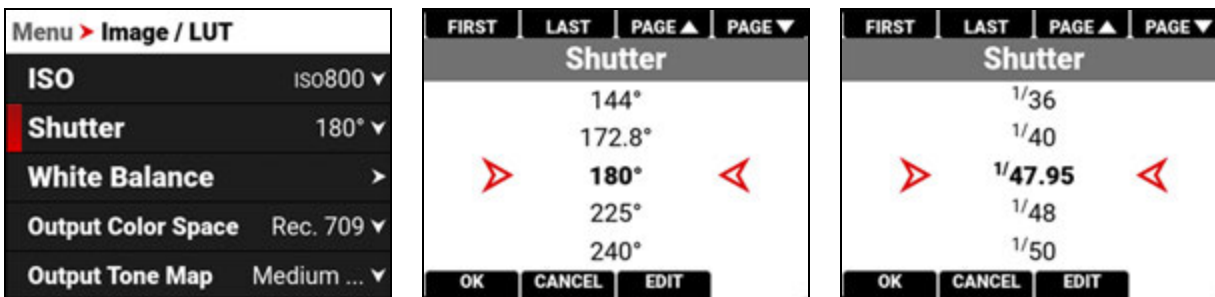 Menu > Image / LUT
ISO ISO800
Shutter 180°
White Balance >
Output Color Space Rec. 709
Output Tone Map Medium ...
FIRST LAST PAGE▲ PAGE▼
Shutter
144°
172.8°
180°
225°
240°
OK CANCEL EDIT
FIRST LAST PAGE▲ PAGE▼
Shutter
1/36
1/40
1/47.95
1/48
1/50
OK CANCEL EDIT